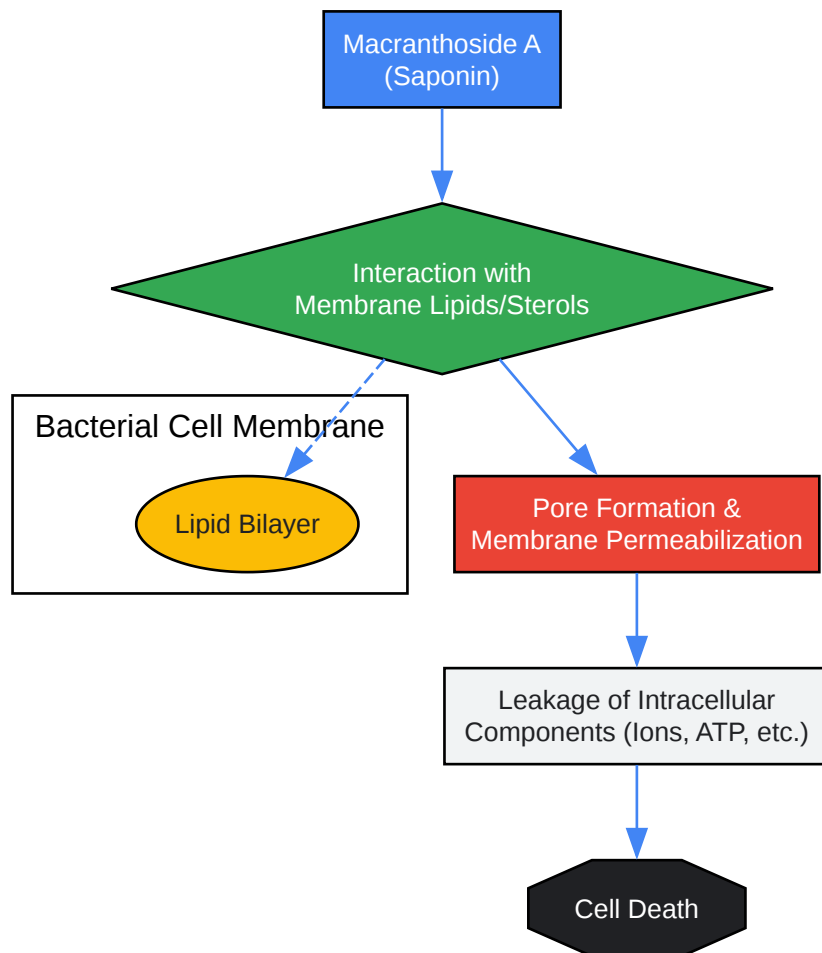 Macranthoside A
(Saponin)
Interaction with
Membrane Lipids/Sterols
Bacterial Cell Membrane
Lipid Bilayer
Pore Formation &
Membrane Permeabilization
Leakage of Intracellular
Components (Ions, ATP, etc.)
Cell Death